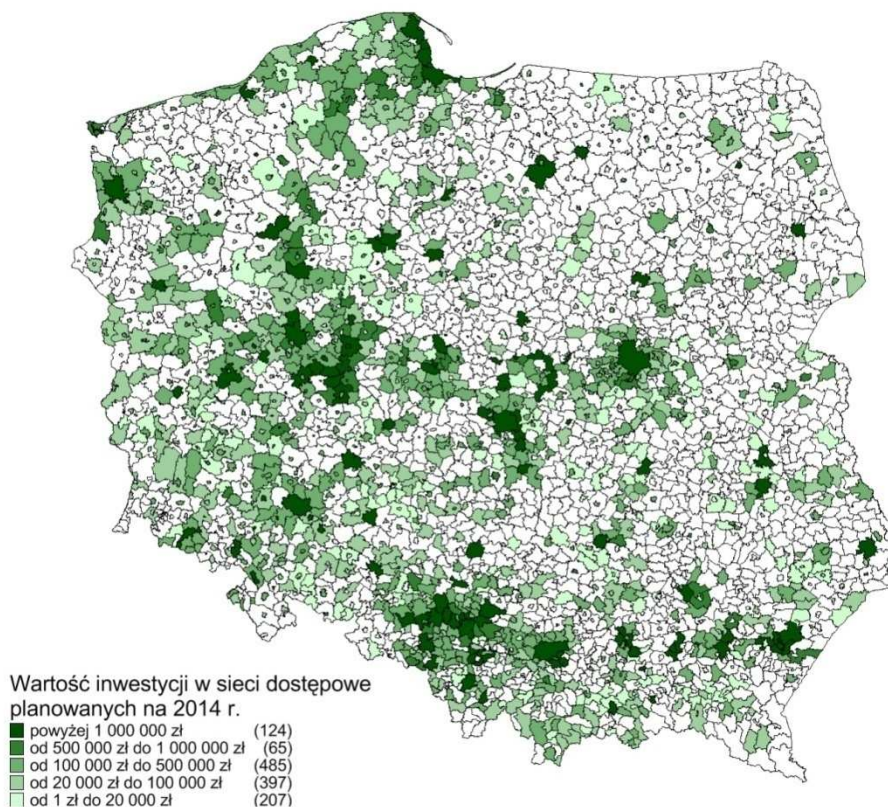 Wartość inwestycji w sieci dostępowe
planowanych na 2014 r.
powyżej 1 000 000 zł (124)
od 500 000 zł do 1 000 000 zł (65)
od 100 000 zł do 500 000 zł (485)
od 20 000 zł do 100 000 zł (397)
od 1 zł do 20 000 zł (207)